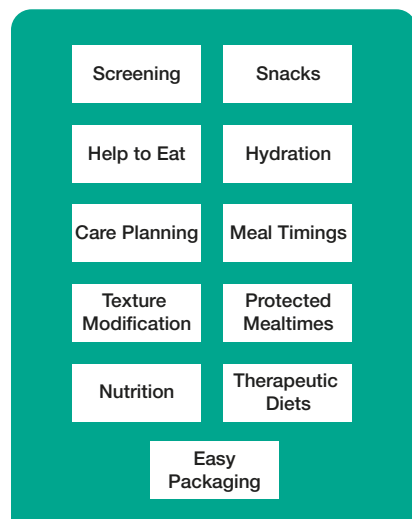 Screening
Snacks
Help to Eat
Hydration
Care Planning
Meal Timings
Texture
Modification
Protected
Mealtimes
Nutrition
Therapeutic
Diets
Easy
Packaging